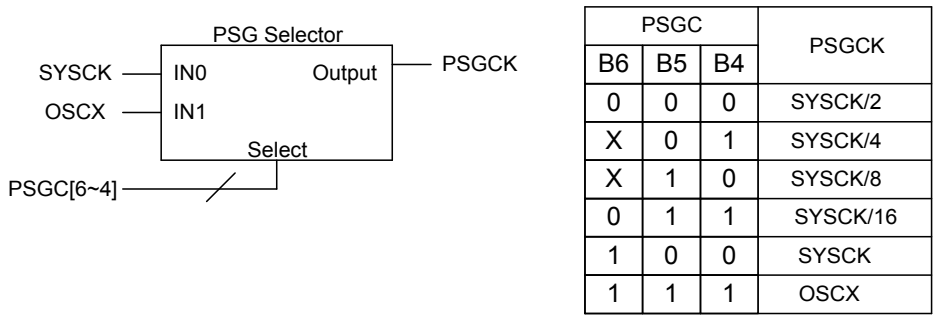 PSG Selector
SYSCK IN0 Output PSGCK
OSCX IN1
Select
PSGC[6~4]
PSGC PSGCK
B6 B5 B4
0 0 0 SYSCK/2
X 0 1 SYSCK/4
X 1 0 SYSCK/8
0 1 1 SYSCK/16
1 0 0 SYSCK
1 1 1 OSCX